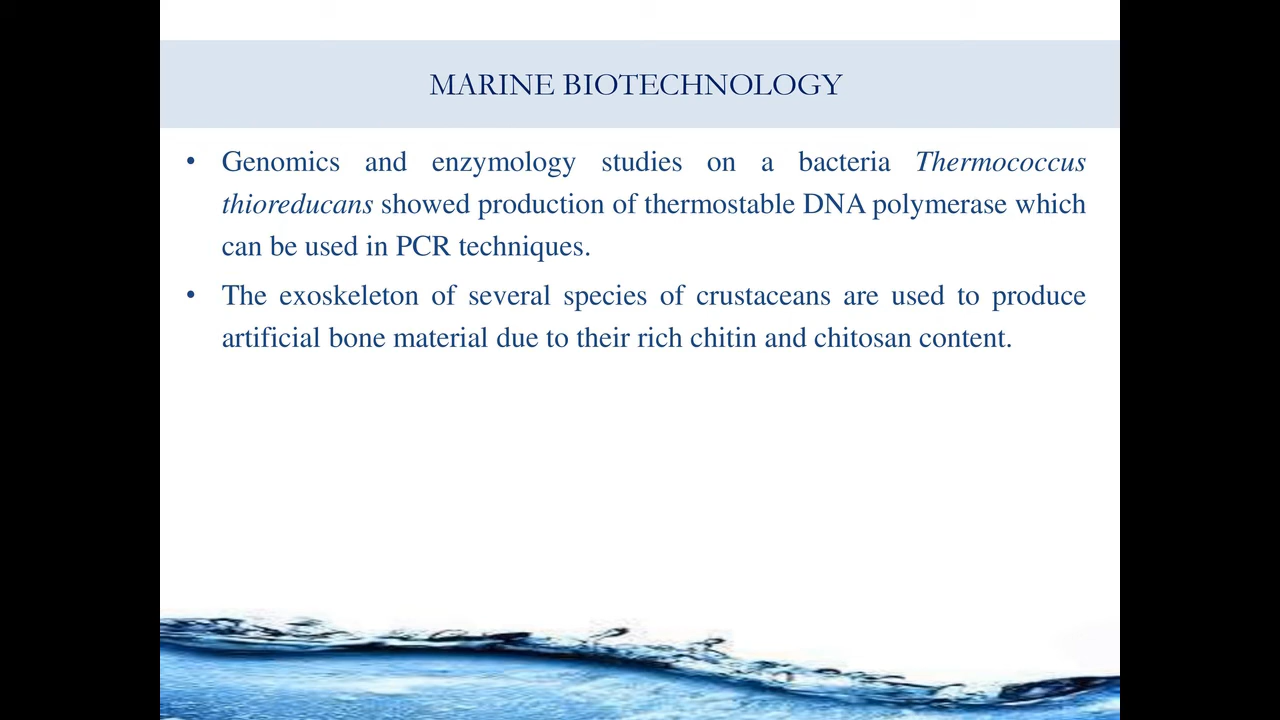 MARINE BIOTECHNOLOGY
• Genomics and enzymology studies on a bacteria Thermococcus
thioreducans showed production of thermostable DNA polymerase which
can be used in PCR techniques.
• The exoskeleton of several species of crustaceans are used to produce
artificial bone material due to their rich chitin and chitosan content.